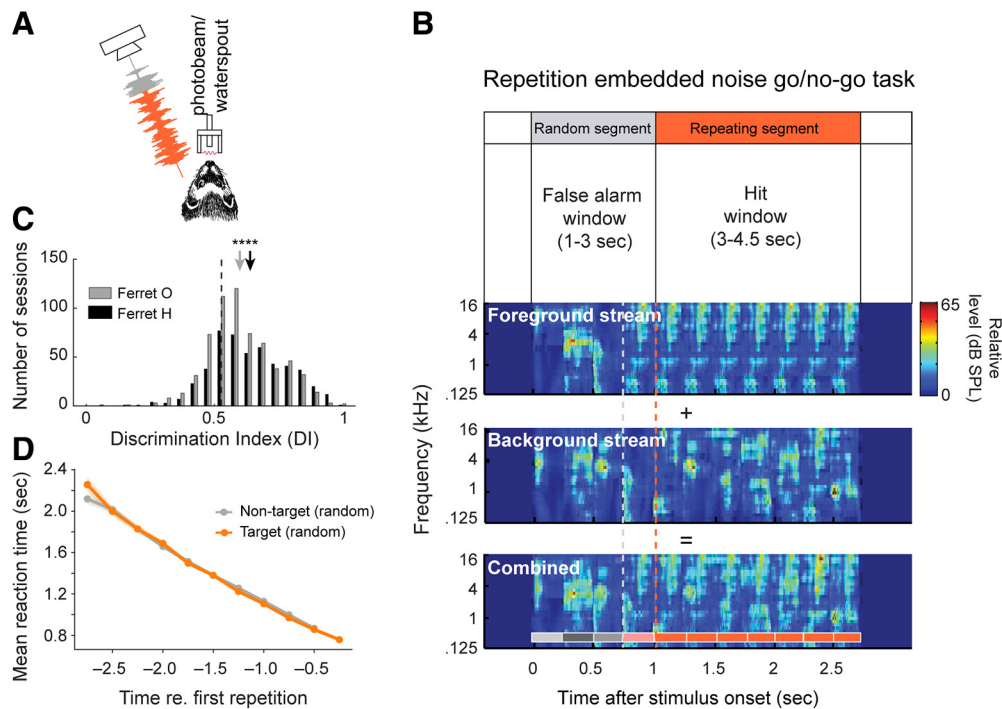 A
photobeam/
waterspout
B
Repetition embedded noise go/no-go task
Random segment
Repeating segment
False alarm
window
(1-3 sec)
Hit
window
(3-4.5 sec)
16
4
1
.125
Foreground stream
65
0
Relative
level (dB SPL)
+
16
4
1
.125
Background stream
=
16
4
1
.125
Combined
Frequency (kHz)
0 0.5 1 1.5 2.0 2.5
Time after stimulus onset (sec)
C
****
Number of sessions
150
100
50
0
Ferret O
Ferret H
0 0.5 1
Discrimination Index (DI)
D
Mean reaction time (sec)
2.4
2.0
1.6
1.2
0.8
Non-target (random)
Target (random)
–2.5 –2.0 –1.5 –1.0 –0.5
Time re. first repetition